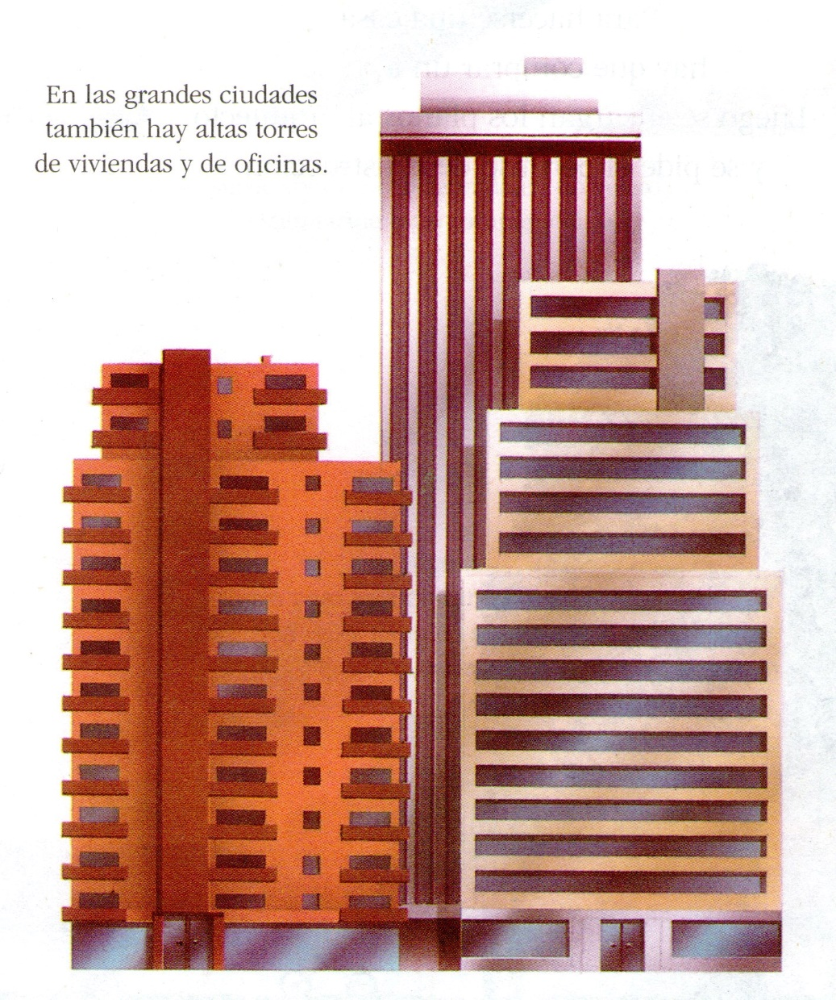 En las grandes ciudades
también hay altas torres
de viviendas y de oficinas.